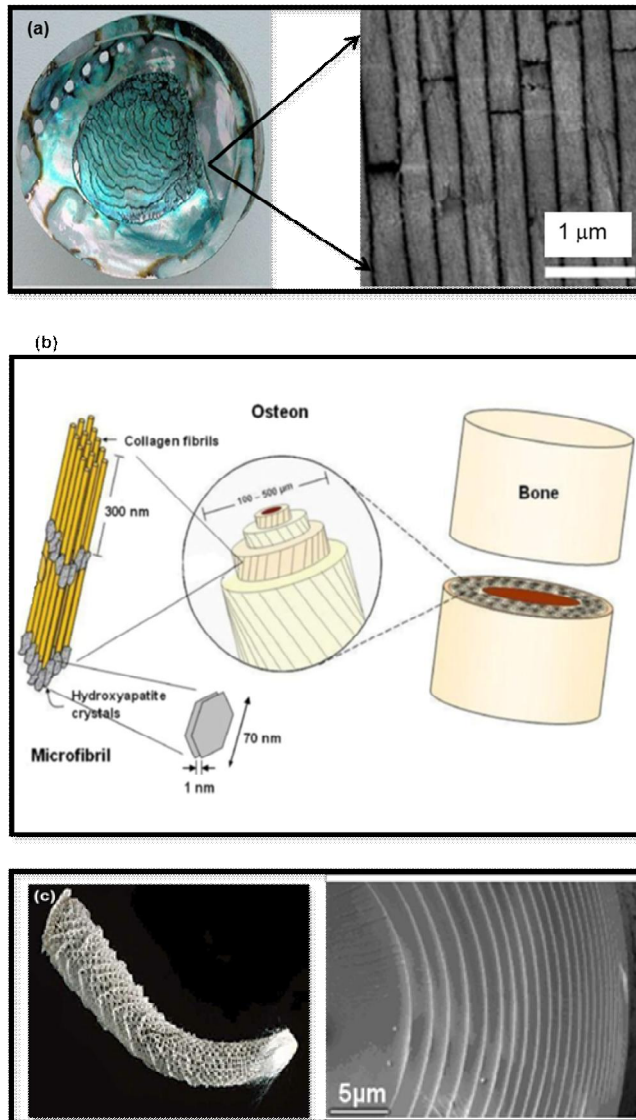 (a)
1 μm
(b)
Osteon
Collagen fibrils
100 – 500 μm
300 nm
Bone
Hydroxyapatite
crystals
70 nm
Microfibril
1 nm
(c)
5μm